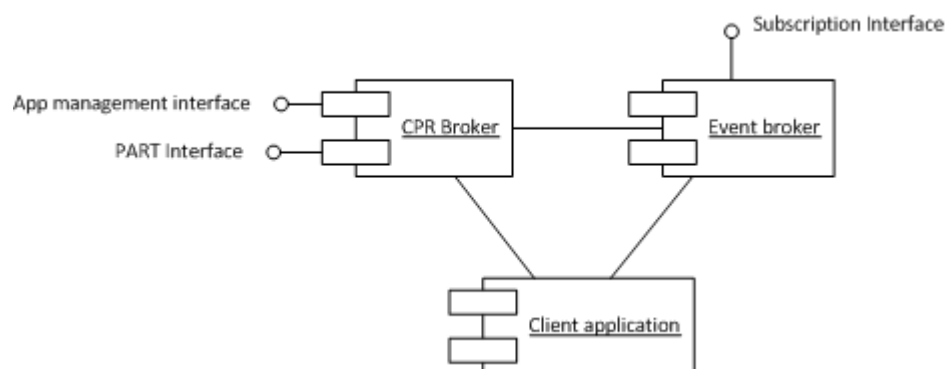 Subscription Interface
App management interface
CPR Broker
Event broker
PART Interface
Client application